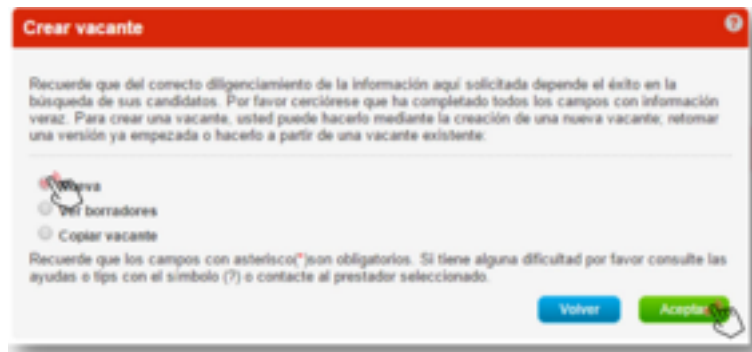 Crear vacante
?
Recuerde que del correcto diligenciamiento de la información aquí solicitada depende el éxito en la
búsqueda de sus candidatos. Por favor cerciórese que ha completado todos los campos con información
veraz. Para crear una vacante, usted puede hacerlo mediante la creación de una nueva vacante; retomar
una versión ya empezada o hacerlo a partir de una vacante existente:
Nueva
Ver borradores
Copiar vacante
Recuerde que los campos con asterisco(*)son obligatorios. Si tiene alguna dificultad por favor consulte las
ayudas o tips con el símbolo (?) o contacte al prestador seleccionado.
Volver
Aceptar